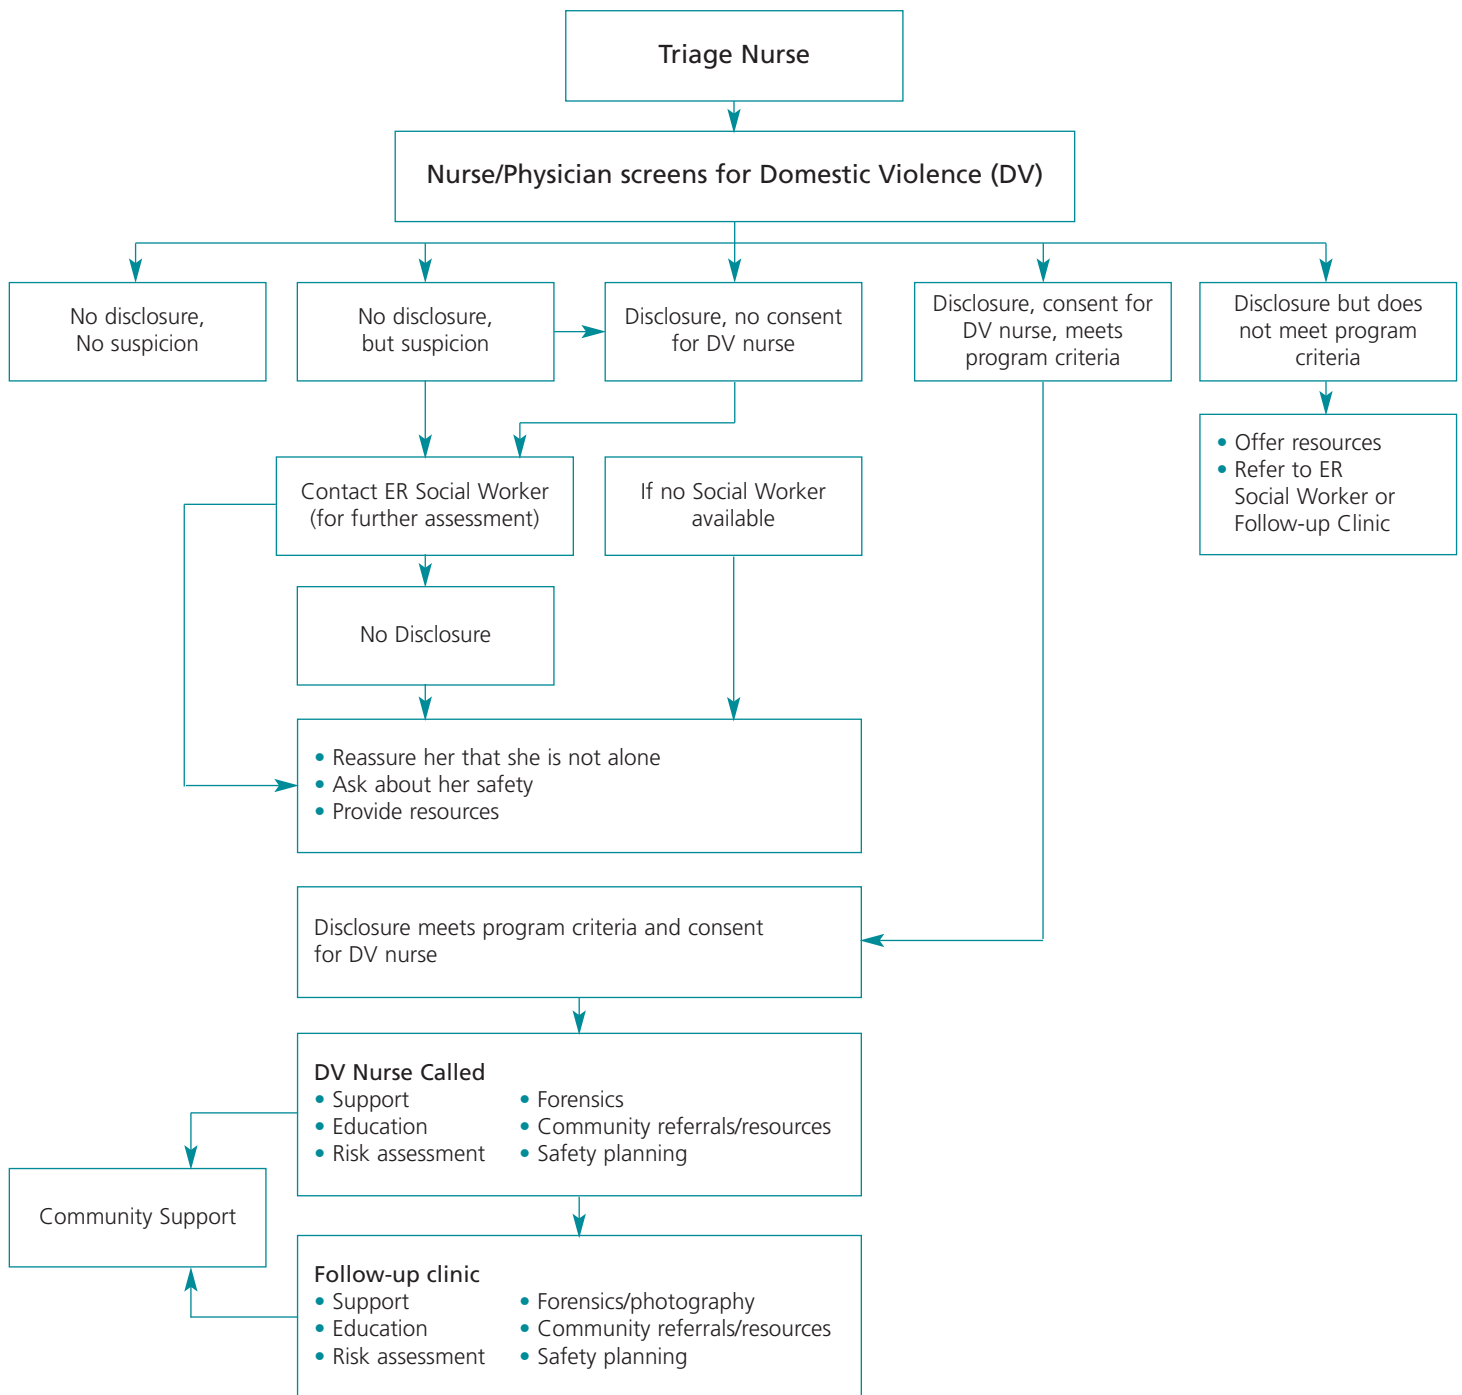 Triage Nurse
Nurse/Physician screens for Domestic Violence (DV)
No disclosure,
No suspicion
No disclosure,
but suspicion
Disclosure, no consent
for DV nurse
Disclosure, consent for
DV nurse, meets
program criteria
Disclosure but does
not meet program
criteria
• Offer resources
• Refer to ER
Social Worker or
Follow-up Clinic
Contact ER Social Worker
(for further assessment)
If no Social Worker
available
No Disclosure
• Reassure her that she is not alone
• Ask about her safety
• Provide resources
Disclosure meets program criteria and consent
for DV nurse
DV Nurse Called
• Support
• Education
• Risk assessment
• Forensics
• Community referrals/resources
• Safety planning
Community Support
Follow-up clinic
• Support
• Education
• Risk assessment
• Forensics/photography
• Community referrals/resources
• Safety planning